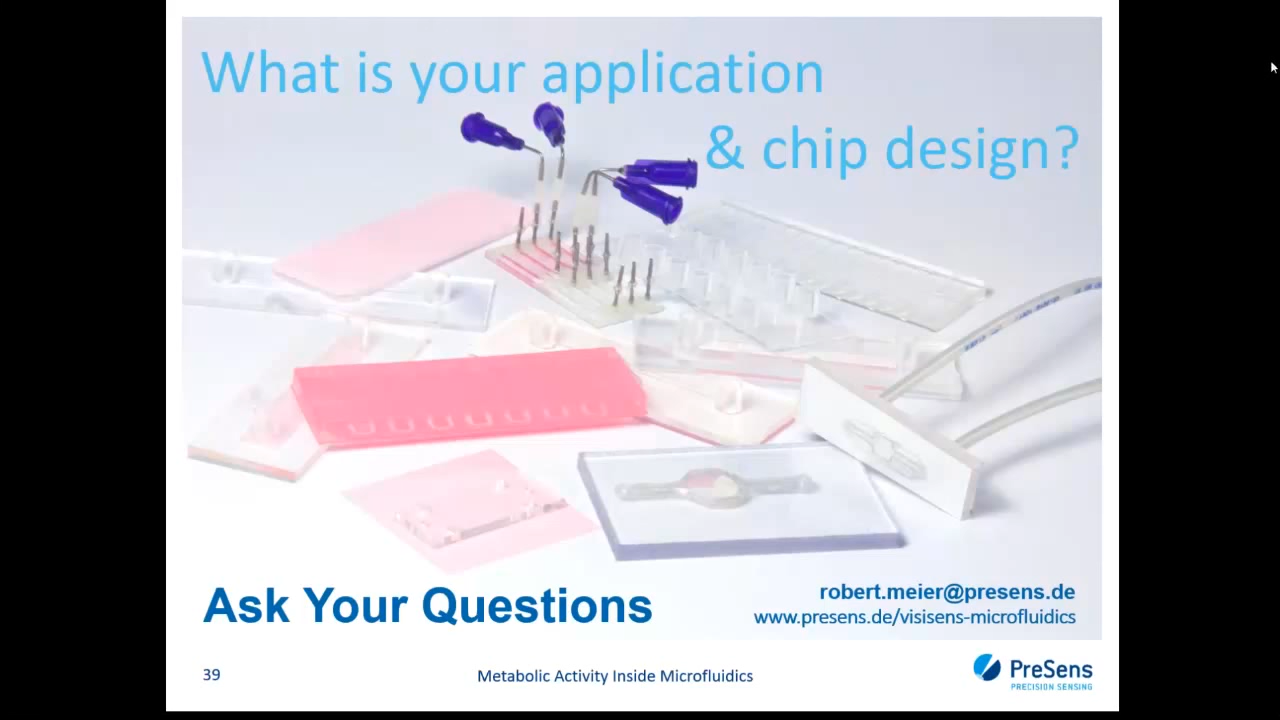 What is your application
& chip design?
Ask Your Questions
robert.meier@presens.de
www.presens.de/visisens-microfluidics
39
Metabolic Activity Inside Microfluidics
PreSens
PRECISION SENSING